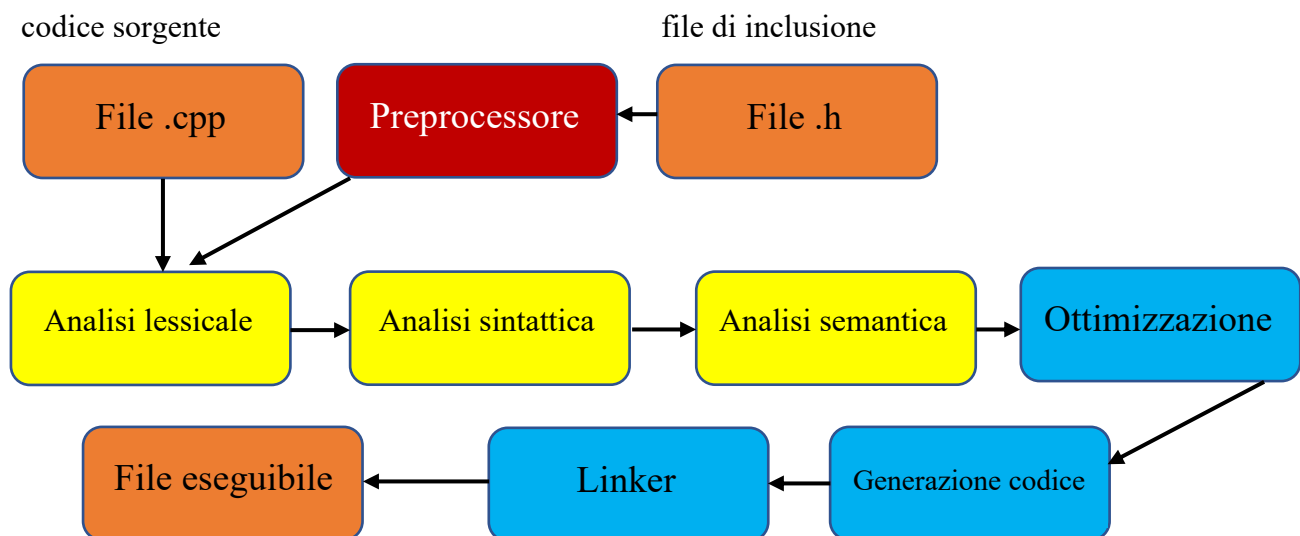 codice sorgente
file di inclusione
File .cpp
Preprocessore
File .h
Analisi lessicale
Analisi sintattica
Analisi semantica
Ottimizzazione
File eseguibile
Linker
Generazione codice